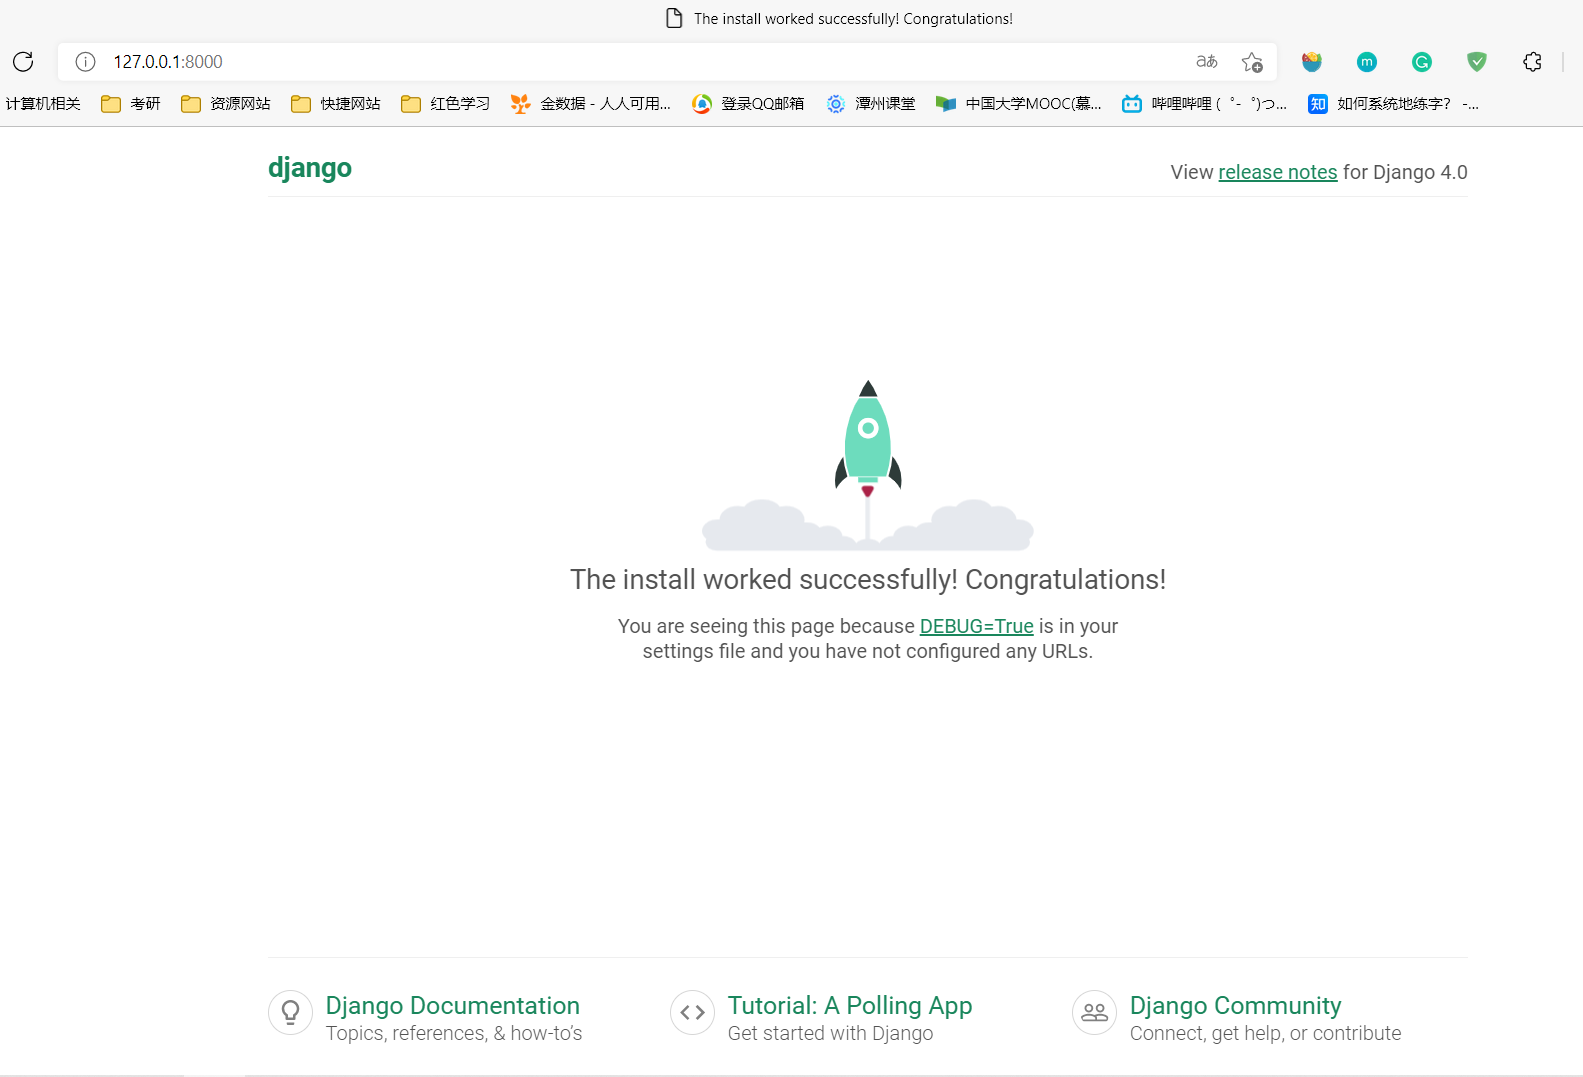 The install worked successfully! Congratulations!
127.0.0.1:8000
aあ
计算机相关 考研 资源网站 快捷网站 红色学习 金数据 - 人人可用... 登录QQ邮箱 潭州课堂 中国大学MOOC(慕... 哔哩哔哩 ( ゜- ゜)つ... 知 如何系统地练字？ -...
django
View release notes for Django 4.0
The install worked successfully! Congratulations!
You are seeing this page because DEBUG=True is in your
settings file and you have not configured any URLs.
Django Documentation
Topics, references, & how-to’s
Tutorial: A Polling App
Get started with Django
Django Community
Connect, get help, or contribute